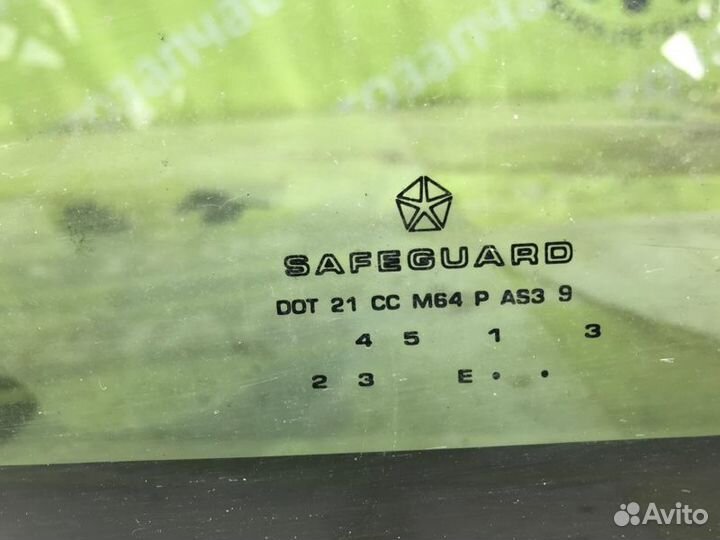 SAFEGUARD
DOT 21 CC M64 P AS3 9
4 5 1 3
2 3 E • •
Avito